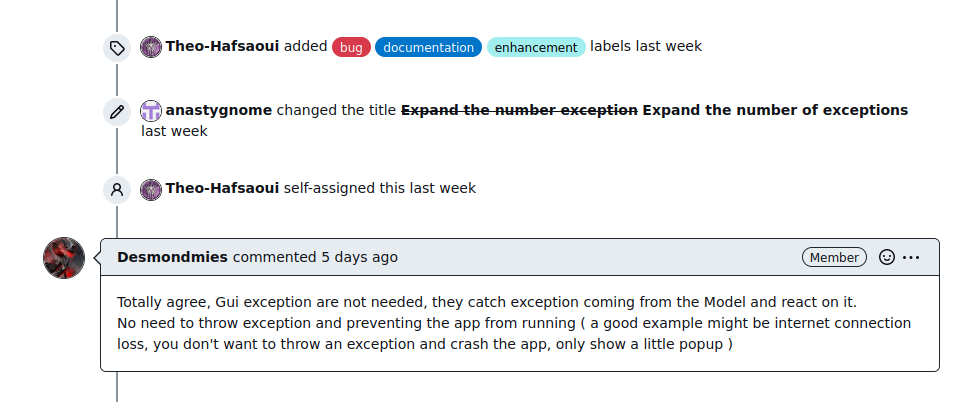 Theo-Hafsaoui added bug documentation enhancement labels last week
anastygnome changed the title Expand the number exception Expand the number of exceptions
last week
Theo-Hafsaoui self-assigned this last week
Desmondmies commented 5 days ago Member
Totally agree, Gui exception are not needed, they catch exception coming from the Model and react on it.
No need to throw exception and preventing the app from running ( a good example might be internet connection
loss, you don't want to throw an exception and crash the app, only show a little popup )